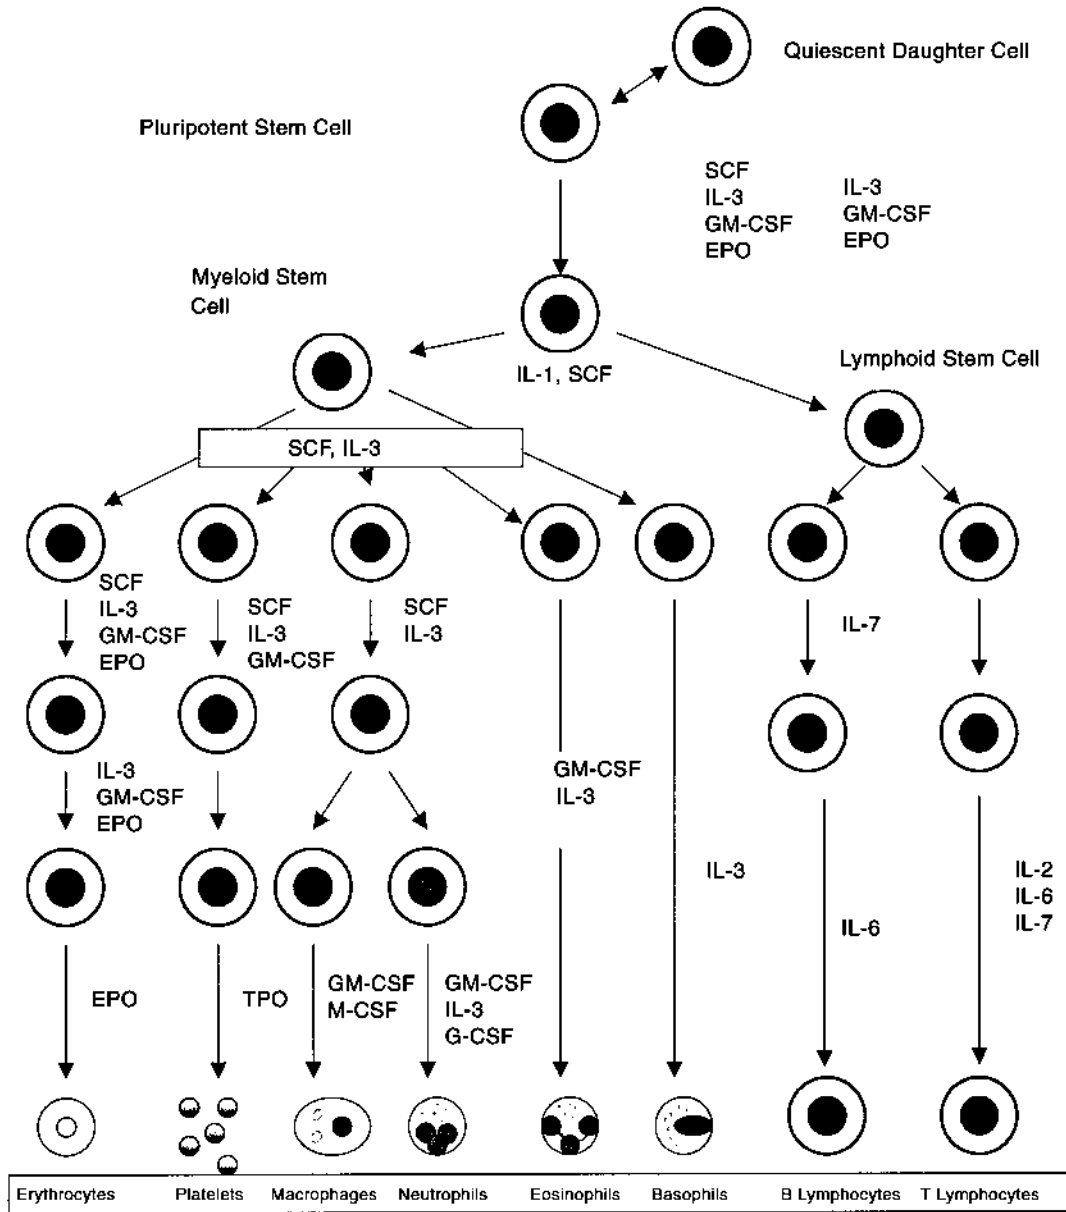 Quiescent Daughter Cell
Pluripotent Stem Cell
SCF
IL-3
GM-CSF
EPO
IL-3
GM-CSF
EPO
Myeloid Stem
Cell
IL-1, SCF
Lymphoid Stem Cell
SCF, IL-3
SCF
IL-3
GM-CSF
EPO
SCF
IL-3
GM-CSF
SCF
IL-3
IL-7
IL-3
GM-CSF
EPO
GM-CSF
IL-3
IL-3
IL-6
IL-2
IL-6
IL-7
EPO
TPO
GM-CSF
M-CSF
GM-CSF
IL-3
G-CSF
Erythrocytes
Platelets
Macrophages
Neutrophils
Eosinophils
Basophils
B Lymphocytes
T Lymphocytes